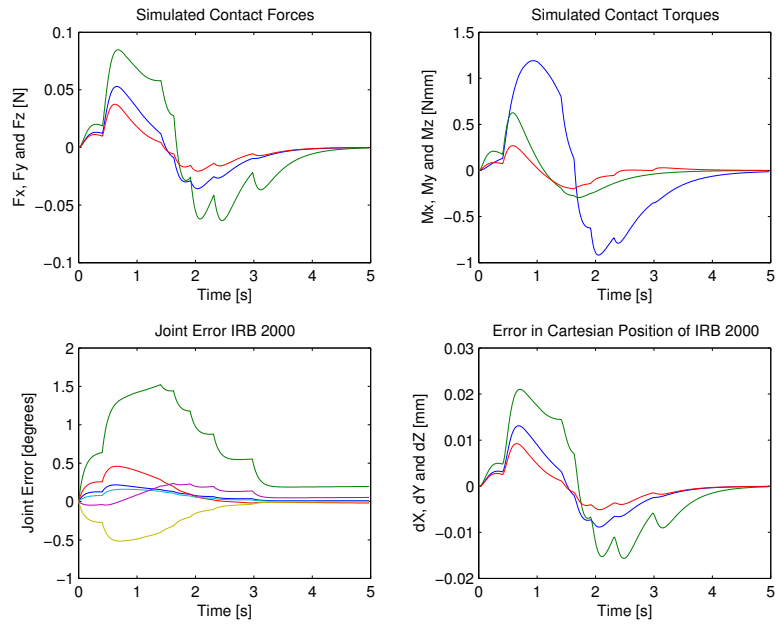 Simulated Contact Forces
Fx, Fy and Fz [N]
0.1
0.05
0
−0.05
−0.1
0 1 2 3 4 5
Time [s]
Simulated Contact Torques
Mx, My and Mz [Nmm]
1.5
1
0.5
0
−0.5
−1
0 1 2 3 4 5
Time [s]
Joint Error IRB 2000
Joint Error [degrees]
2
1.5
1
0.5
0
−0.5
−1
0 1 2 3 4 5
Time [s]
Error in Cartesian Position of IRB 2000
dX, dY and dZ [mm]
0.03
0.02
0.01
0
−0.01
−0.02
0 1 2 3 4 5
Time [s]